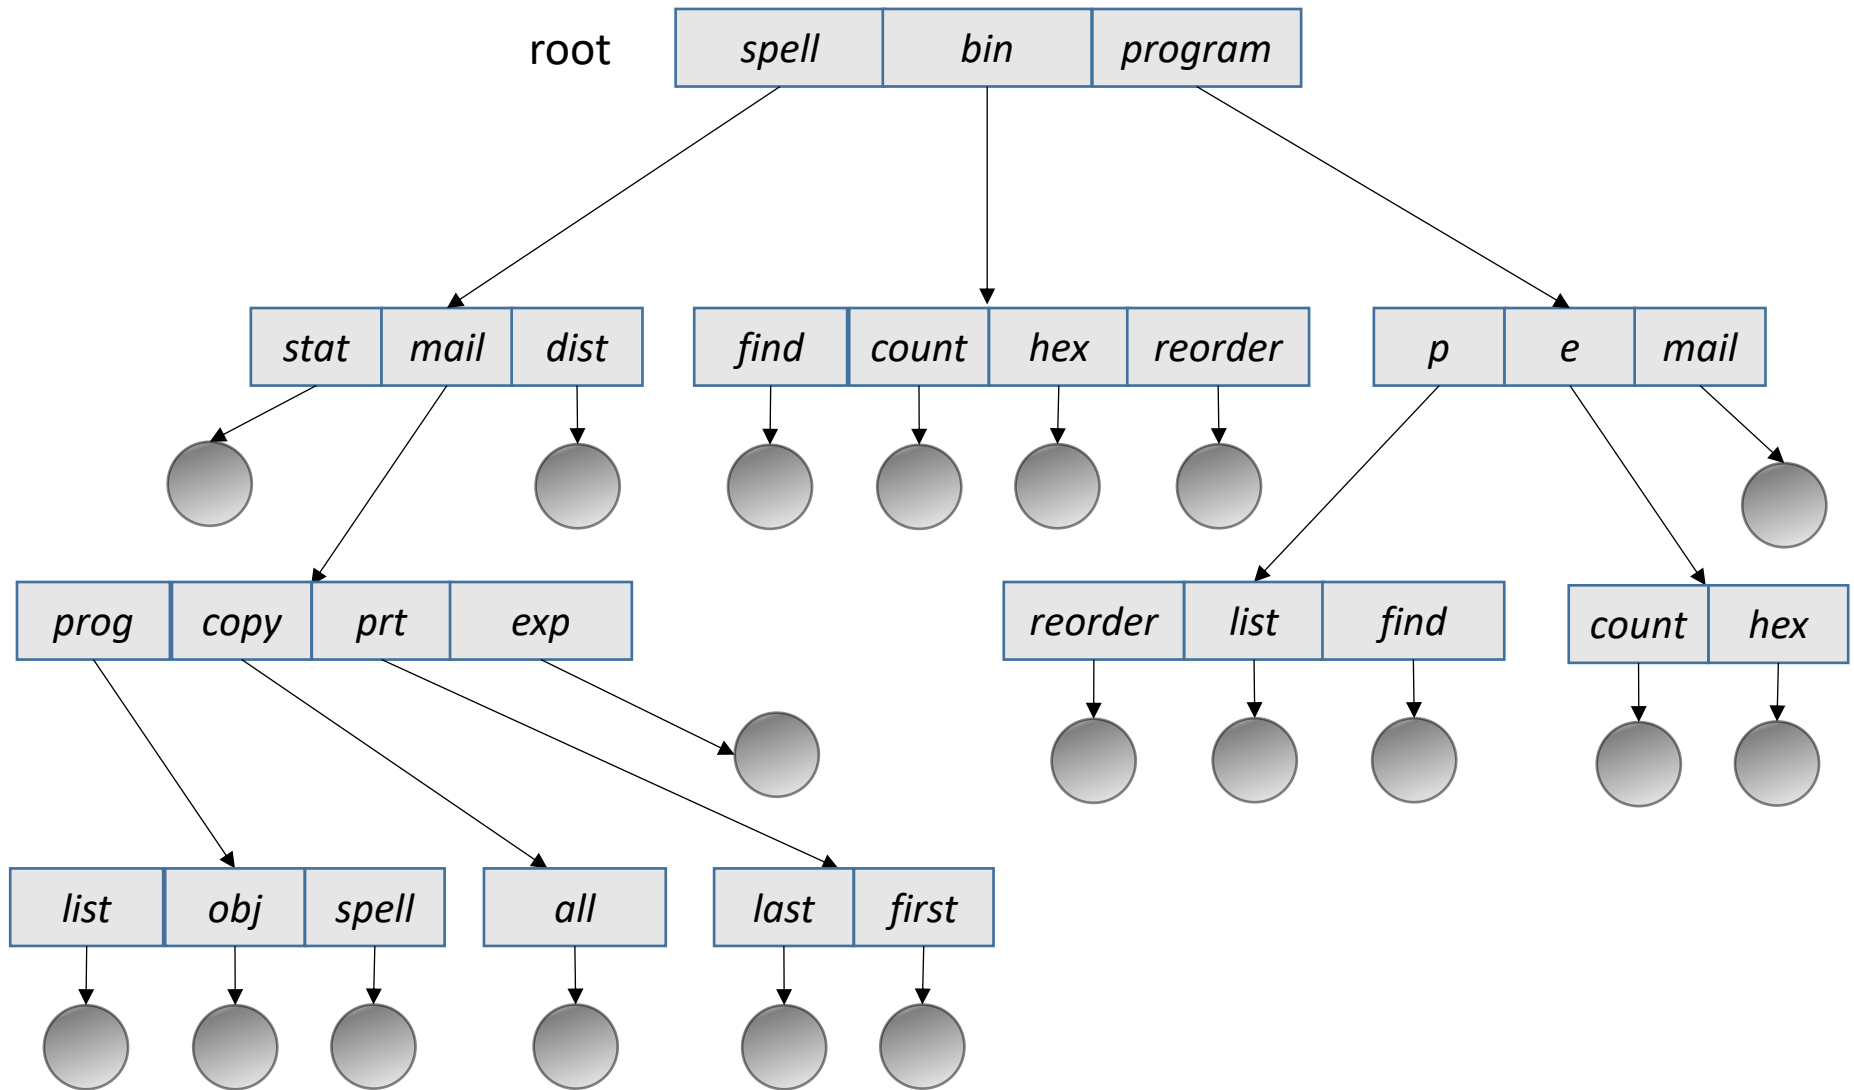 root spell bin program
stat mail dist find count hex reorder p e mail
prog copy prt exp reorder list find count hex
list obj spell all last first